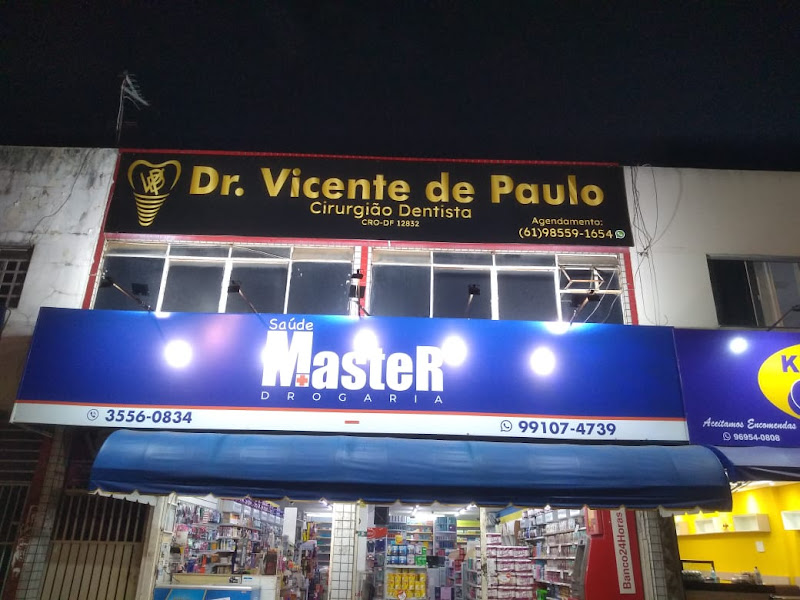 Dr. Vicente de Paulo
Cirurgião Dentista
CRO-DF 12832
Agendamento:
(61)98559-1654
Saúde
MasteR
DROGARIA
3556-0834
99107-4739
K
Aceitamos Encomendas
96954-0808
Banco24Horas